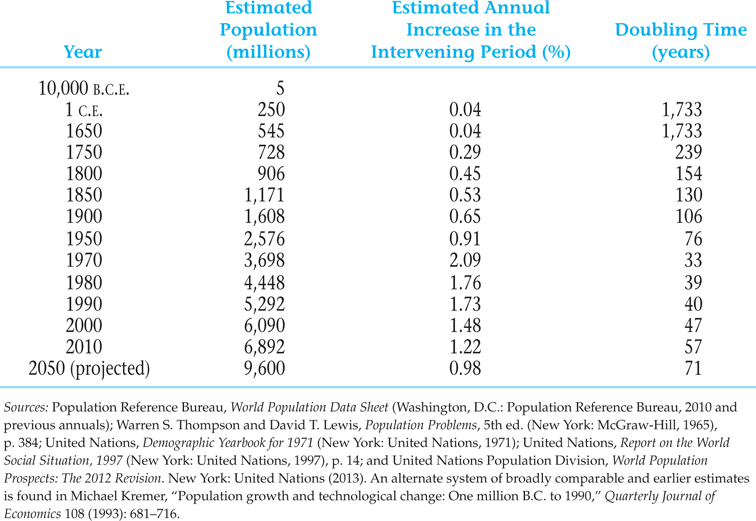 Year Estimated Population (millions) Estimated Annual Increase in the Intervening Period (%) Doubling Time (years)
10,000 B.C.E. 5
1 C.E. 250 0.04 1,733
1650 545 0.04 1,733
1750 728 0.29 239
1800 906 0.45 154
1850 1,171 0.53 130
1900 1,608 0.65 106
1950 2,576 0.91 76
1970 3,698 2.09 33
1980 4,448 1.76 39
1990 5,292 1.73 40
2000 6,090 1.48 47
2010 6,892 1.22 57
2050 (projected) 9,600 0.98 71
Sources: Population Reference Bureau, World Population Data Sheet (Washington, D.C.: Population Reference Bureau, 2010 and
previous annuals); Warren S. Thompson and David T. Lewis, Population Problems, 5th ed. (New York: McGraw-Hill, 1965),
p. 384; United Nations, Demographic Yearbook for 1971 (New York: United Nations, 1971); United Nations, Report on the World
Social Situation, 1997 (New York: United Nations, 1997), p. 14; and United Nations Population Division, World Population
Prospects: The 2012 Revision. New York: United Nations (2013). An alternate system of broadly comparable and earlier estimates
is found in Michael Kremer, “Population growth and technological change: One million B.C. to 1990,” Quarterly Journal of
Economics 108 (1993): 681–716.